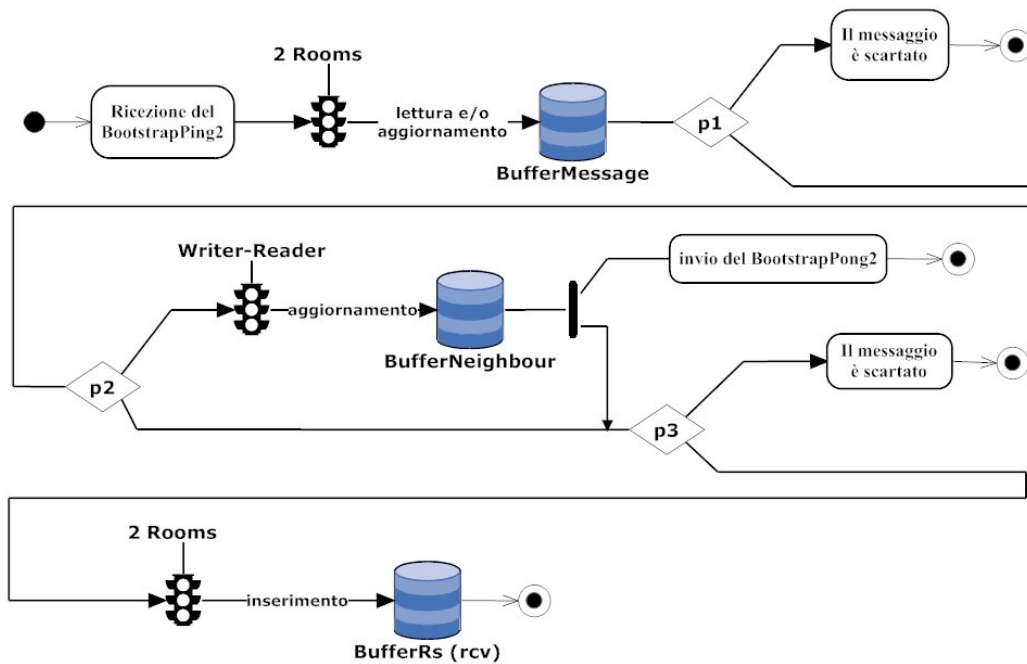 2 Rooms
Il messaggio
è scartato
Ricezione del
BootstrapPing2
lettura e/o
aggiornamento
p1
BufferMessage
Writer-Reader
invio del BootstrapPong2
aggiornamento
BufferNeighbour
Il messaggio
è scartato
p2
p3
2 Rooms
inserimento
BufferRs (rcv)